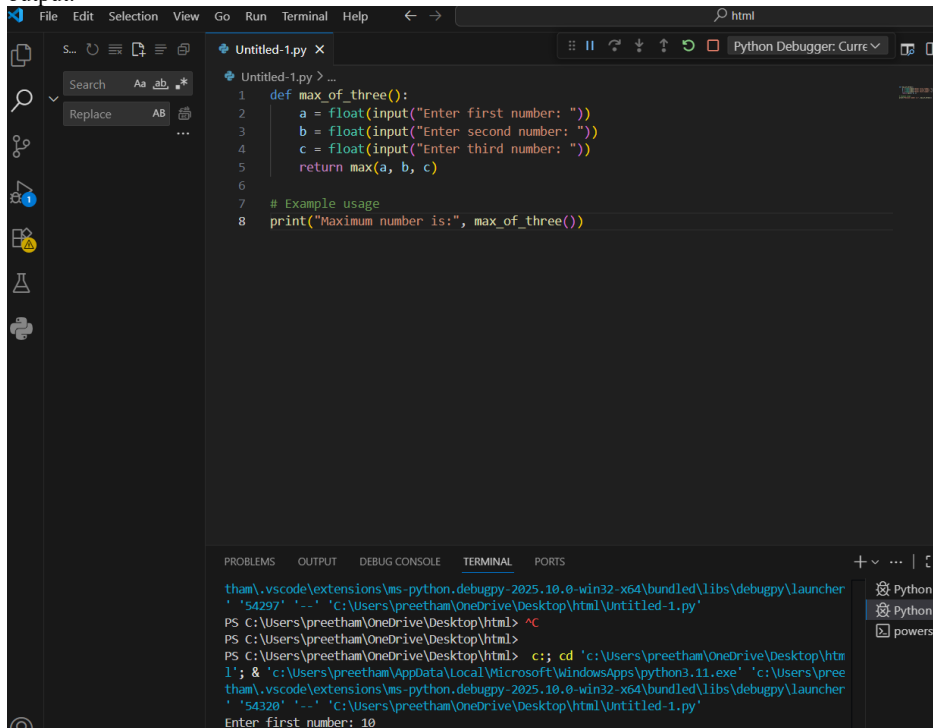 File Edit Selection View Go Run Terminal Help ← → html
S...
Untitled-1.py ×
Python Debugger: Curre
Search Aa ab .*
Replace AB
...
Untitled-1.py > ...
1 def max_of_three():
2     a = float(input("Enter first number: "))
3     b = float(input("Enter second number: "))
4     c = float(input("Enter third number: "))
5     return max(a, b, c)
6
7 # Example usage
8 print("Maximum number is:", max_of_three())
1
PROBLEMS OUTPUT DEBUG CONSOLE TERMINAL PORTS
tham\.vscode\extensions\ms-python.debugpy-2025.10.0-win32-x64\bundled\libs\debugpy\launcher
' '54297' '--' 'C:\Users\preetham\OneDrive\Desktop\html\Untitled-1.py'
PS C:\Users\preetham\OneDrive\Desktop\html> ^C
PS C:\Users\preetham\OneDrive\Desktop\html>
PS C:\Users\preetham\OneDrive\Desktop\html>  c:; cd 'c:\Users\preetham\OneDrive\Desktop\htm
l'; & 'c:\Users\preetham\AppData\Local\Microsoft\WindowsApps\python3.11.exe' 'c:\Users\pree
tham\.vscode\extensions\ms-python.debugpy-2025.10.0-win32-x64\bundled\libs\debugpy\launcher
' '54320' '--' 'C:\Users\preetham\OneDrive\Desktop\html\Untitled-1.py'
Enter first number: 10
Python
Python
powers